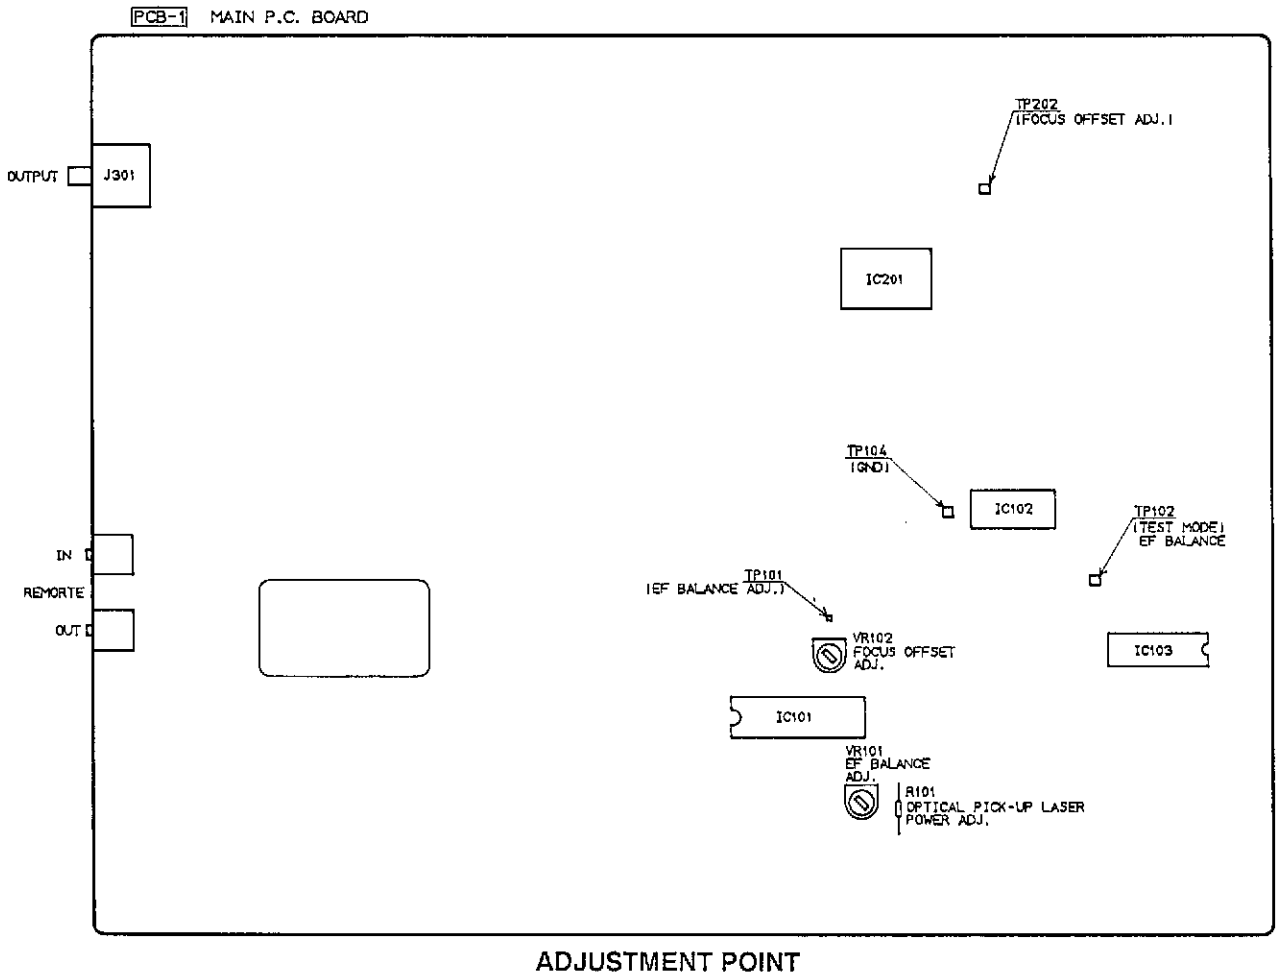 PCB-1 MAIN P.C. BOARD
TP202
(FOCUS OFFSET ADJ.)
OUTPUT
J301
IC201
TP104
(GND)
IC102
TP102
(TEST MODE)
EF BALANCE
IN
REMORTE
OUT
TP101
(EF BALANCE ADJ.)
VR102
FOCUS OFFSET
ADJ.
IC103
IC101
VR101
EF BALANCE
ADJ.
R101
OPTICAL PICK-UP LASER
POWER ADJ.
ADJUSTMENT POINT